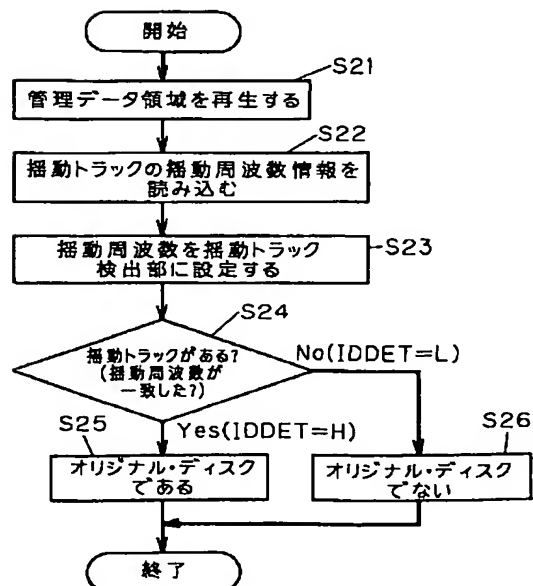 開始
S21
管理データ領域を再生する
S22
揺動トラックの揺動周波数情報を
読み込む
揺動周波数を揺動トラック
検出部に設定する
S23
S24
揺動トラックがある?
(揺動周波数が
一致した?)
No(IDDET=L)
S25
Yes(IDDET=H)
S26
オリジナル・ディスク
である
オリジナル・ディスク
でない
終了